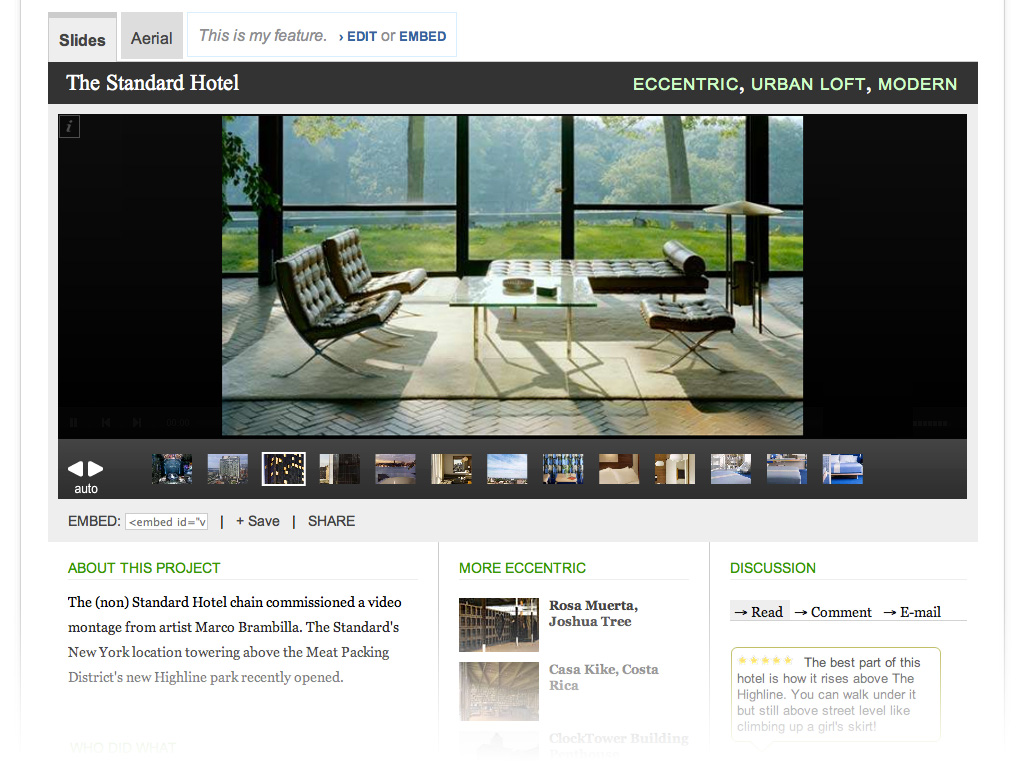 Slides
Aerial
This is my feature. › EDIT or EMBED
The Standard Hotel
ECCENTRIC, URBAN LOFT, MODERN
i
auto
EMBED: <embed id="v | + Save | SHARE
ABOUT THIS PROJECT
The (non) Standard Hotel chain commissioned a video
montage from artist Marco Brambilla. The Standard's
New York location towering above the Meat Packing
District's new Highline park recently opened.
WHO DID WHAT
MORE ECCENTRIC
Rosa Muerta,
Joshua Tree
Casa Kike, Costa
Rica
ClockTower Building
Penthouse
DISCUSSION
→ Read → Comment → E-mail
★★★★★ The best part of this
hotel is how it rises above The
Highline. You can walk under it
but still above street level like
climbing up a girl's skirt!